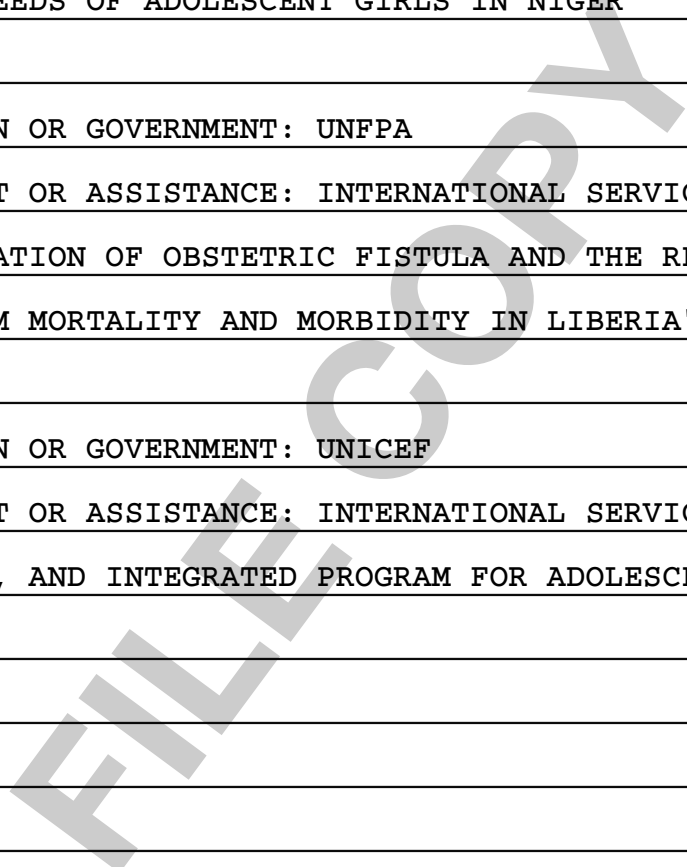 EEDS OF ADOLESCENT GIRLS IN NIGER
N OR GOVERNMENT: UNFPA
T OR ASSISTANCE: INTERNATIONAL SERVIC
ATION OF OBSTETRIC FISTULA AND THE RE
M MORTALITY AND MORBIDITY IN LIBERIA"
N OR GOVERNMENT: UNICEF
T OR ASSISTANCE: INTERNATIONAL SERVIC
, AND INTEGRATED PROGRAM FOR ADOLESCE
FILE COPY